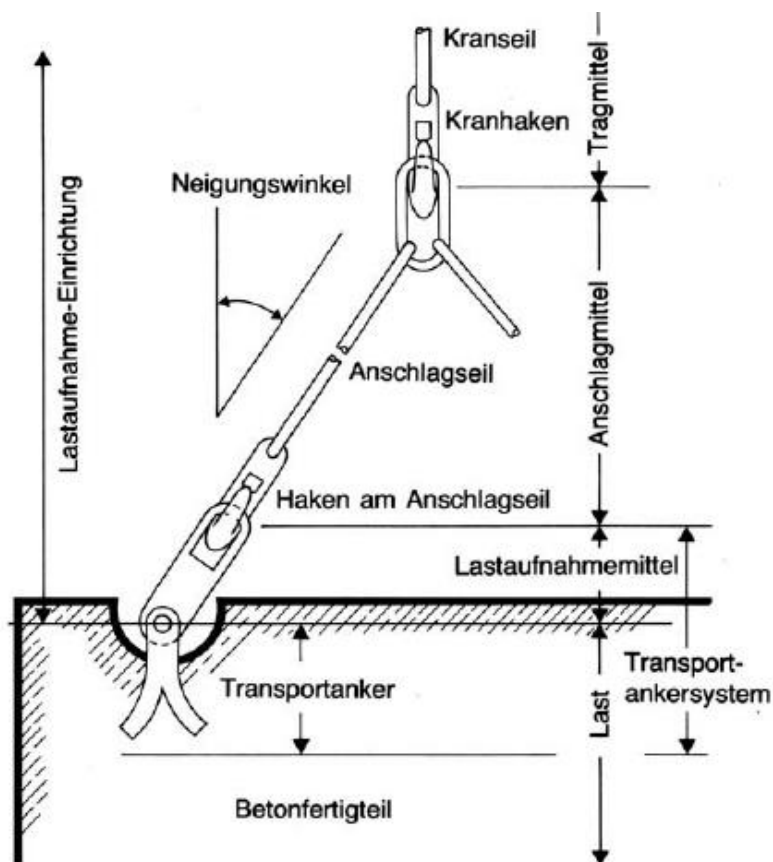 Kranseil
Kranhaken
Tragmittel
Neigungswinkel
Lastaufnahme-Einrichtung
Anschlagseil
Anschlagmittel
Haken am Anschlagseil
Lastaufnahmemittel
Transportanker
Transport-
ankersystem
Last
Betonfertigteil